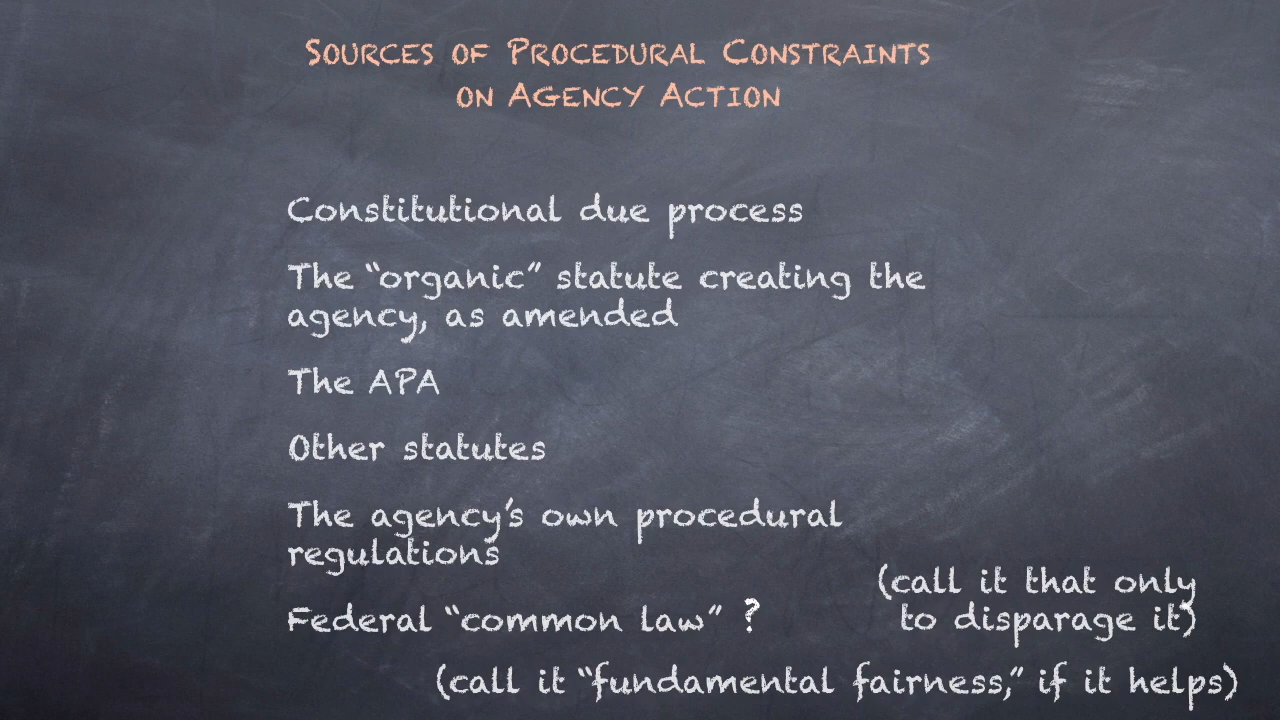 Sources of Procedural Constraints
on Agency Action
Constitutional due process
The “organic” statute creating the
agency, as amended
The APA
Other statutes
The agency’s own procedural
regulations
Federal “common law” ?
(call it that only
to disparage it)
(call it “fundamental fairness,” if it helps)